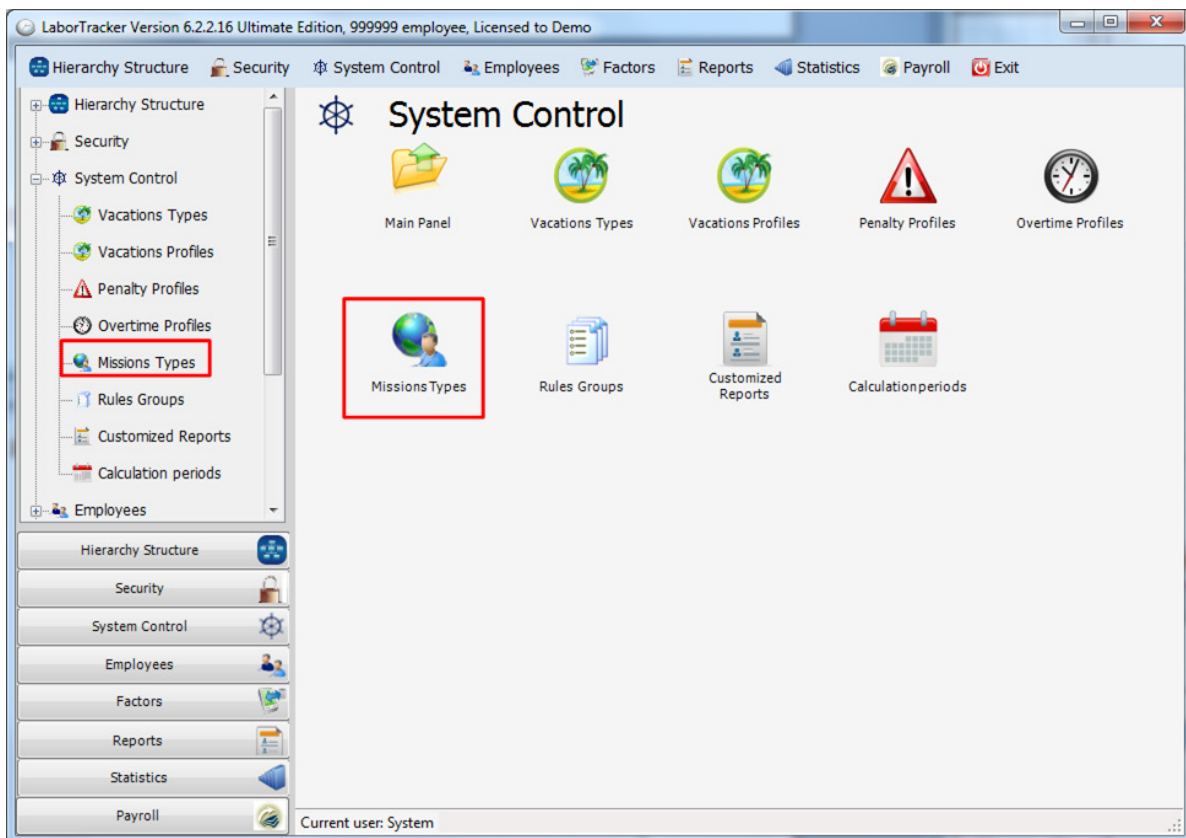 LaborTracker Version 6.2.2.16 Ultimate Edition, 999999 employee, Licensed to Demo
Hierarchy Structure Security System Control Employees Factors Reports Statistics Payroll Exit
Hierarchy Structure
Security
System Control
Vacations Types
Vacations Profiles
Penalty Profiles
Overtime Profiles
Missions Types
Rules Groups
Customized Reports
Calculation periods
Employees
Hierarchy Structure
Security
System Control
Employees
Factors
Reports
Statistics
Payroll
System Control
Main Panel Vacations Types Vacations Profiles Penalty Profiles Overtime Profiles
Missions Types Rules Groups Customized Reports Calculation periods
Current user: System